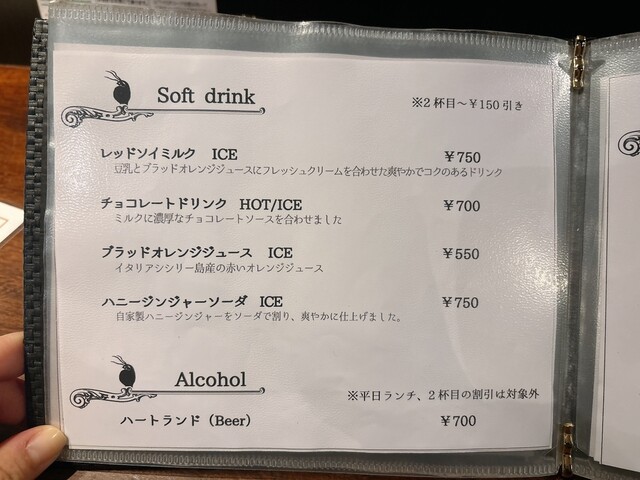 Soft drink
※2杯目～￥150引き
レッドソイミルク ICE ￥750
豆乳とブラッドオレンジジュースにフレッシュクリームを合わせた爽やかでコクのあるドリンク
チョコレートドリンク HOT/ICE ￥700
ミルクに濃厚なチョコレートソースを合わせました
ブラッドオレンジジュース ICE ￥550
イタリアシシリー島産の赤いオレンジジュース
ハニージンジャーソーダ ICE ￥750
自家製ハニージンジャーをソーダで割り、爽やかに仕上げました。
Alcohol
※平日ランチ、2杯目の割引は対象外
ハートランド（Beer） ￥700